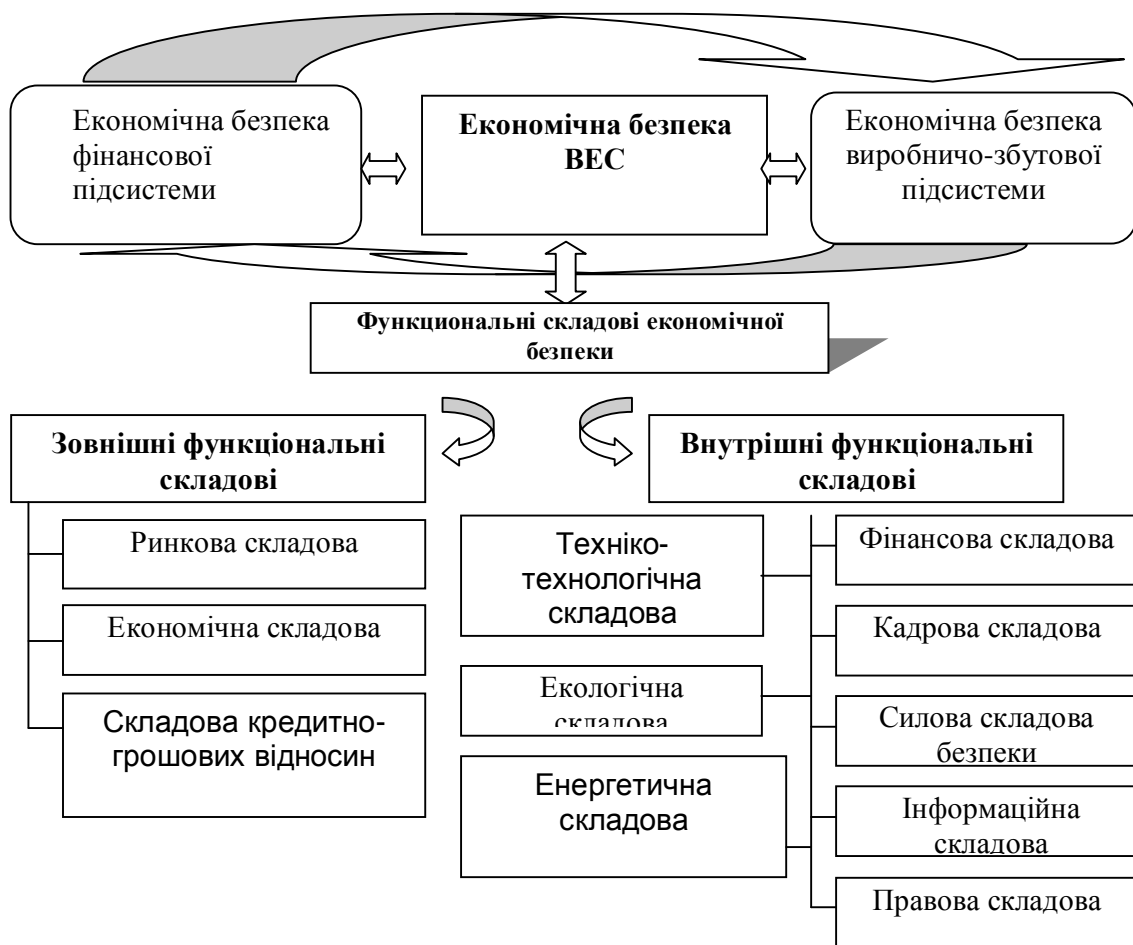 Економічна безпека
фінансової
підсистеми
Економічна безпека
ВЕС
Економічна безпека
виробничо-збутової
підсистеми
Функциональні складові економічної
безпеки
Зовнішні функціональні
складові
Внутрішні функціональні
складові
Ринкова складова
Економічна складова
Складова кредитно-
грошових відносин
Техніко-
технологічна
складова
Екологічна
складова
Енергетична
складова
Фінансова складова
Кадрова складова
Силова складова
безпеки
Інформаційна
складова
Правова складова